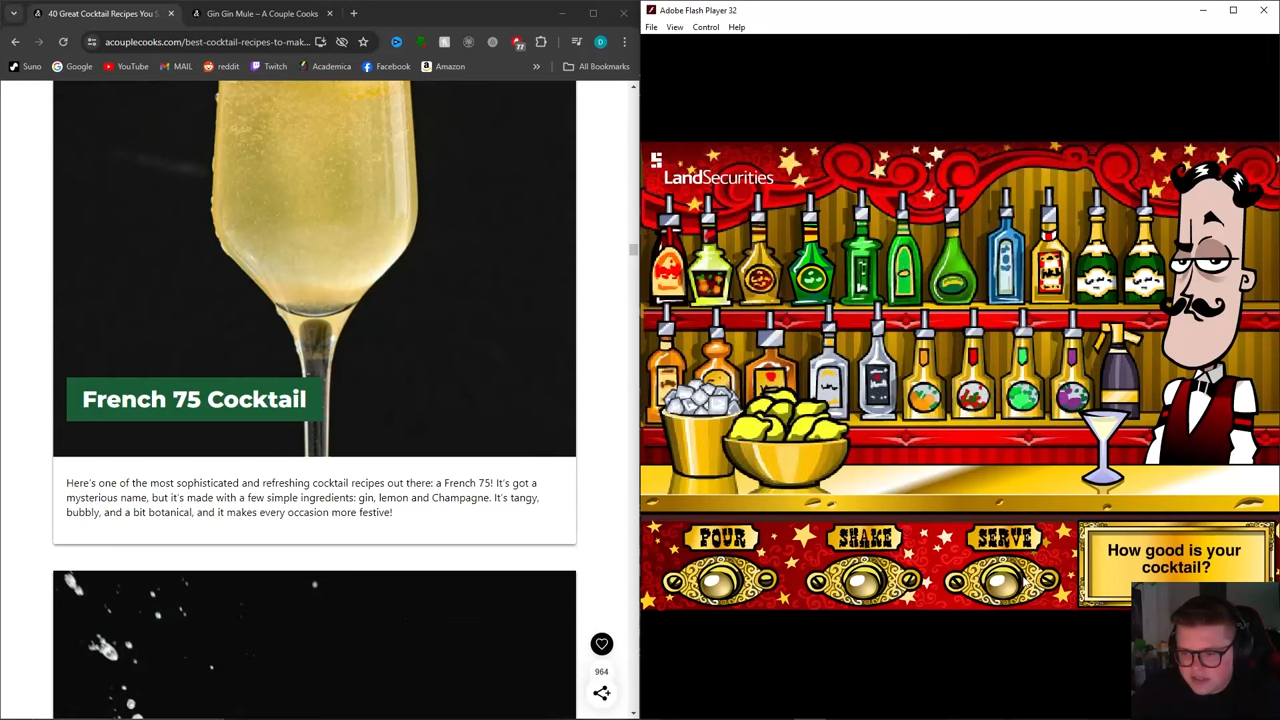 40 Great Cocktail Recipes You S
Gin Gin Mule – A Couple Cooks
acouplecooks.com/best-cocktail-recipes-to-mak...
77
D
Suno
Google
YouTube
MAIL
reddit
Twitch
Academica
Facebook
Amazon
All Bookmarks
French 75 Cocktail
Here's one of the most sophisticated and refreshing cocktail recipes out there: a French 75! It's got a
mysterious name, but it's made with a few simple ingredients: gin, lemon and Champagne. It's tangy,
bubbly, and a bit botanical, and it makes every occasion more festive!
964
Adobe Flash Player 32
File View Control Help
LandSecurities
POUR
SHAKE
SERVE
How good is your
cocktail?